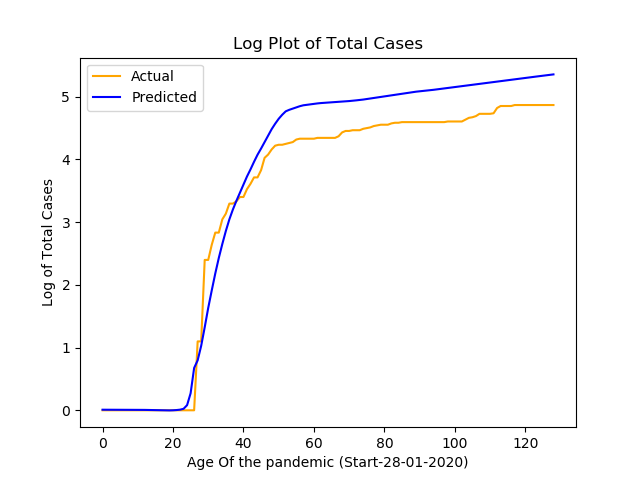 Log Plot of Total Cases
Actual
Predicted
Log of Total Cases
5
4
3
2
1
0
0 20 40 60 80 100 120
Age Of the pandemic (Start-28-01-2020)